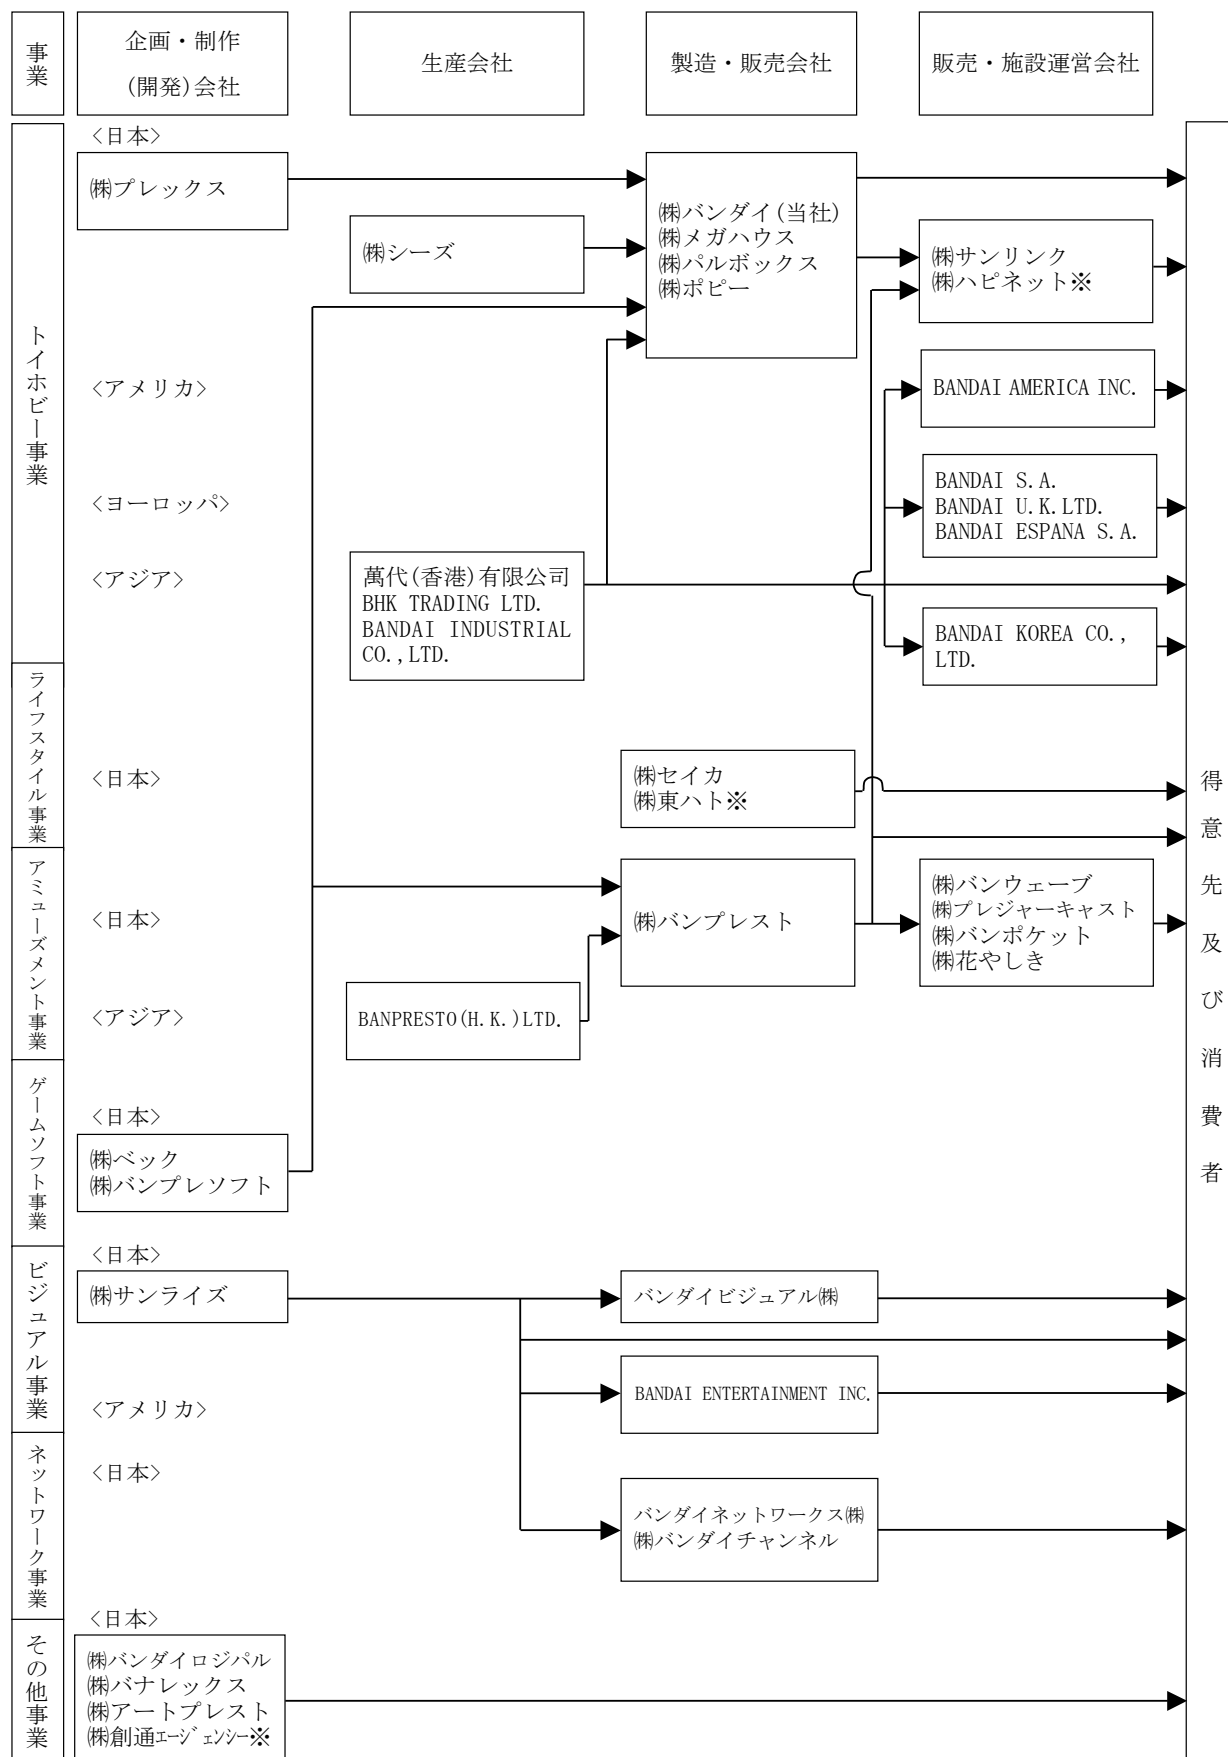 事業
企画・制作
(開発)会社
生産会社
製造・販売会社
販売・施設運営会社
トイホビー事業
<日本>
㈱プレックス
㈱シーズ
㈱バンダイ(当社)
㈱メガハウス
㈱パルボックス
㈱ポピー
㈱サンリンク
㈱ハピネット※
<アメリカ>
BANDAI AMERICA INC.
<ヨーロッパ>
BANDAI S.A.
BANDAI U.K.LTD.
BANDAI ESPANA S.A.
<アジア>
萬代(香港)有限公司
BHK TRADING LTD.
BANDAI INDUSTRIAL
CO.,LTD.
BANDAI KOREA CO.,
LTD.
ライフスタイル事業
<日本>
㈱セイカ
㈱東ハト※
アミューズメント事業
<日本>
㈱バンプレスト
㈱バンウェーブ
㈱プレジャーキャスト
㈱バンポケット
㈱花やしき
<アジア>
BANPRESTO(H.K.)LTD.
ゲームソフト事業
<日本>
㈱ベック
㈱バンプレソフト
ビジュアル事業
<日本>
㈱サンライズ
バンダイビジュアル㈱
<アメリカ>
BANDAI ENTERTAINMENT INC.
ネットワーク事業
<日本>
バンダイネットワークス㈱
㈱バンダイチャンネル
その他事業
<日本>
㈱バンダイロジパル
㈱バナレックス
㈱アートプレスト
㈱創通エージェンシー※
得意先及び消費者